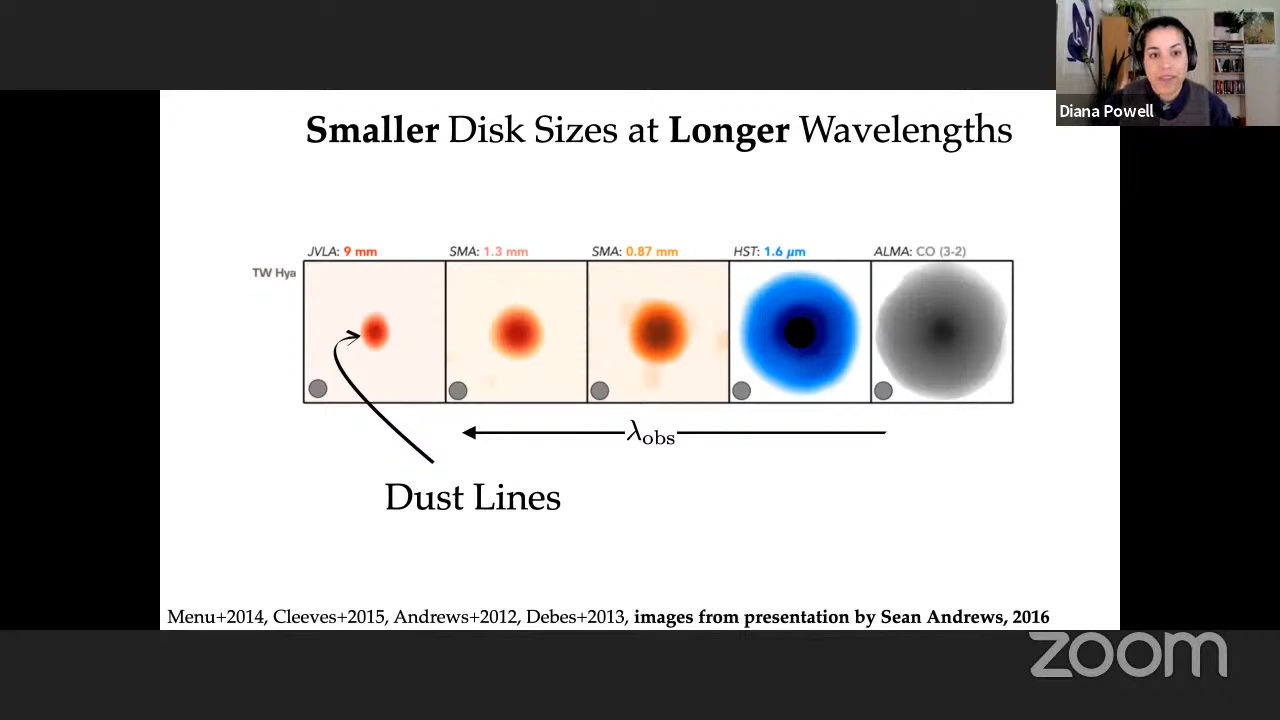 Diana Powell
Smaller Disk Sizes at Longer Wavelengths
JVLA: 9 mm SMA: 1.3 mm SMA: 0.87 mm HST: 1.6 μm ALMA: CO (3-2)
TW Hya
λobs
Dust Lines
Menu+2014, Cleeves+2015, Andrews+2012, Debes+2013, images from presentation by Sean Andrews, 2016
zoom